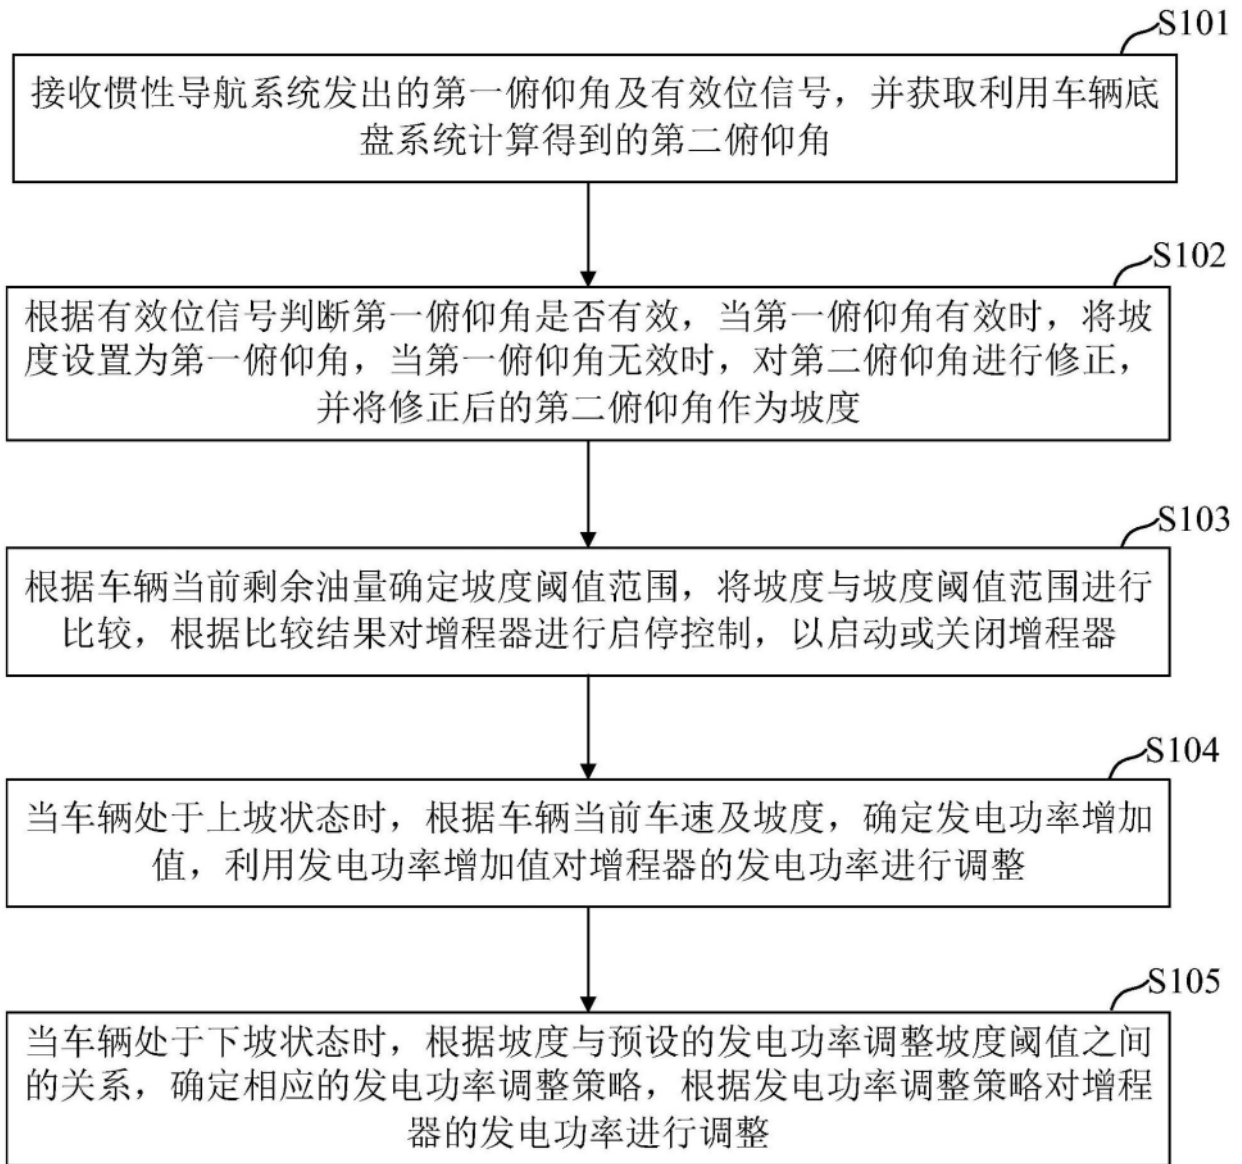 S101
接收惯性导航系统发出的第一俯仰角及有效位信号，并获取利用车辆底
盘系统计算得到的第二俯仰角
S102
根据有效位信号判断第一俯仰角是否有效，当第一俯仰角有效时，将坡
度设置为第一俯仰角，当第一俯仰角无效时，对第二俯仰角进行修正，
并将修正后的第二俯仰角作为坡度
S103
根据车辆当前剩余油量确定坡度阈值范围，将坡度与坡度阈值范围进行
比较，根据比较结果对增程器进行启停控制，以启动或关闭增程器
S104
当车辆处于上坡状态时，根据车辆当前车速及坡度，确定发电功率增加
值，利用发电功率增加值对增程器的发电功率进行调整
S105
当车辆处于下坡状态时，根据坡度与预设的发电功率调整坡度阈值之间
的关系，确定相应的发电功率调整策略，根据发电功率调整策略对增程
器的发电功率进行调整